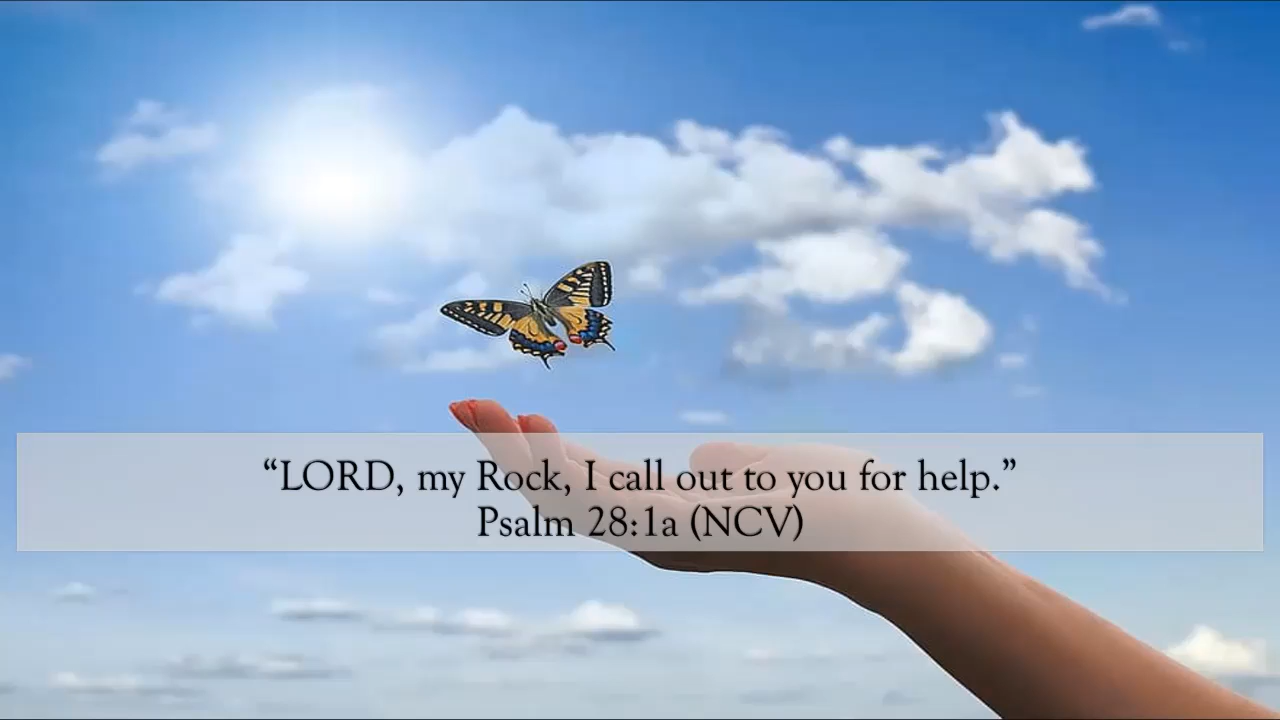 “LORD, my Rock, I call out to you for help.”
Psalm 28:1a (NCV)